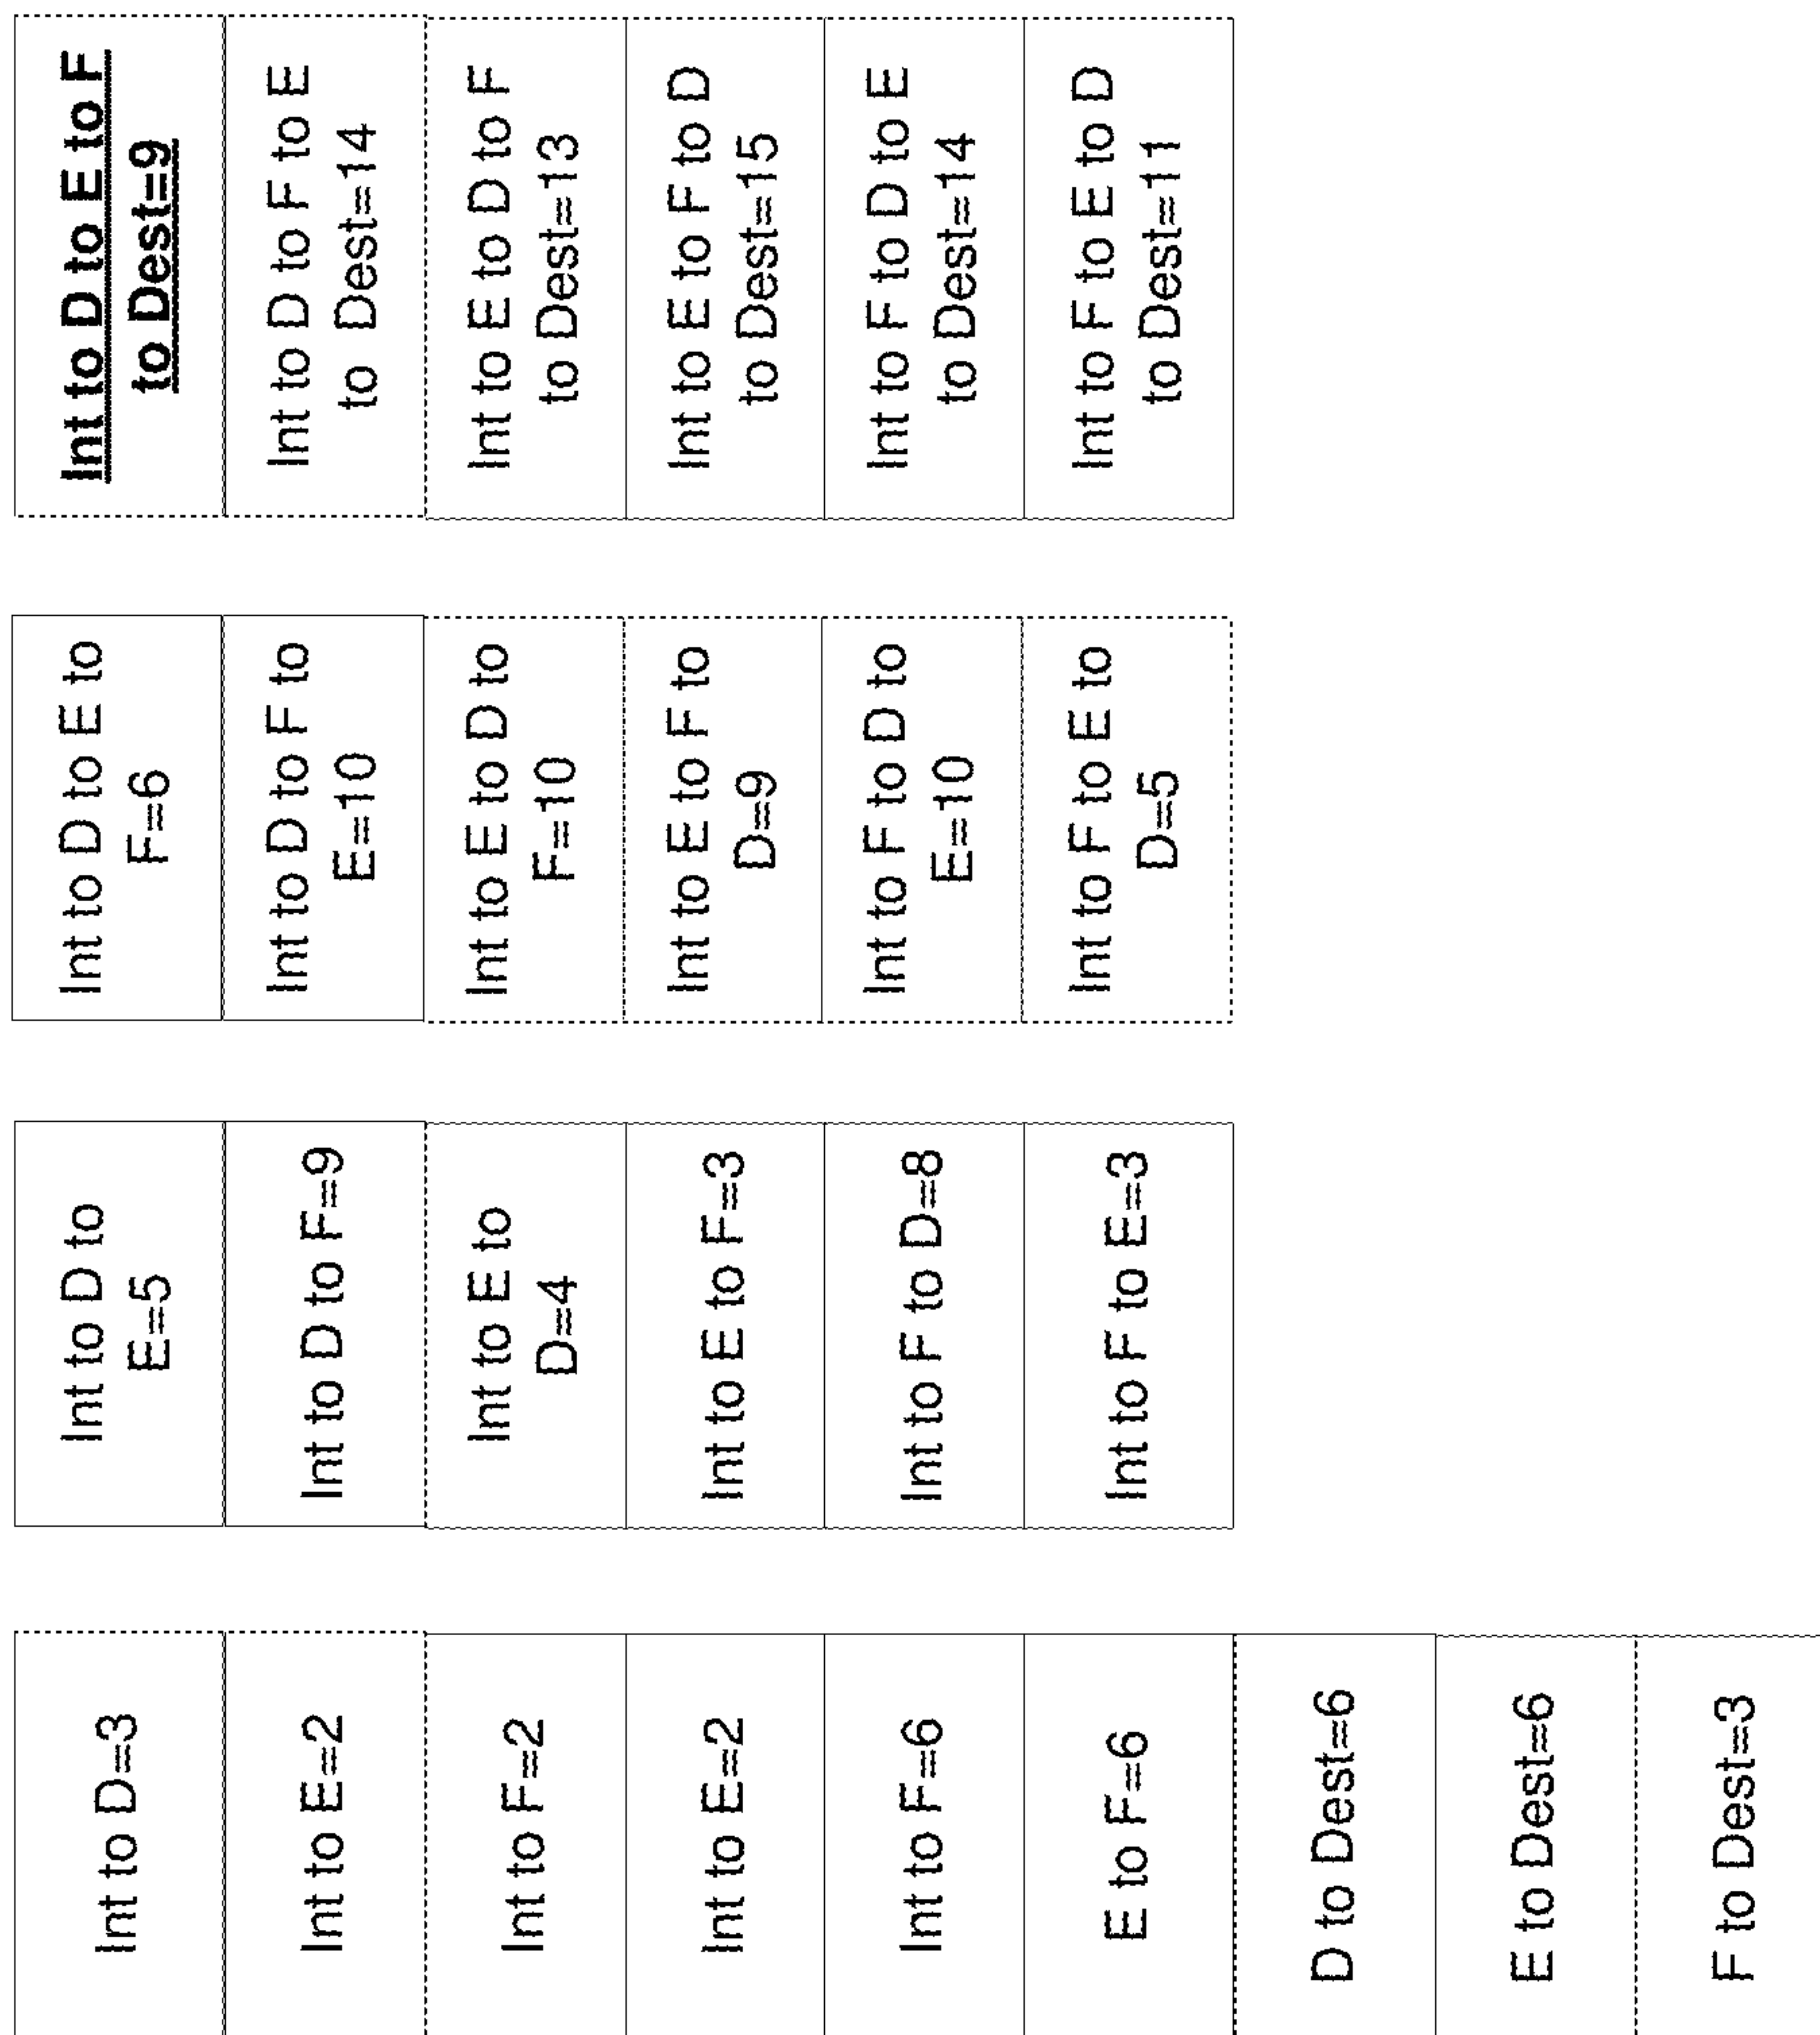 Int to D=3
Int to E=2
Int to F=2
Int to E=2
Int to F=6
E to F=6
D to Dest=6
E to Dest=6
F to Dest=3
Int to D to
E=5
Int to D to F=9
Int to E to
D=4
Int to E to F=3
Int to F to D=8
Int to F to E=3
Int to D to E to
F=6
Int to D to F to
E=10
Int to E to D to
F=10
Int to E to F to
D=9
Int to F to D to
E=10
Int to F to E to
D=5
Int to D to E to F
to Dest=9
Int to D to F to E
to Dest=14
Int to E to D to F
to Dest=13
Int to E to F to D
to Dest=15
Int to F to D to E
to Dest=14
Int to F to E to D
to Dest=11